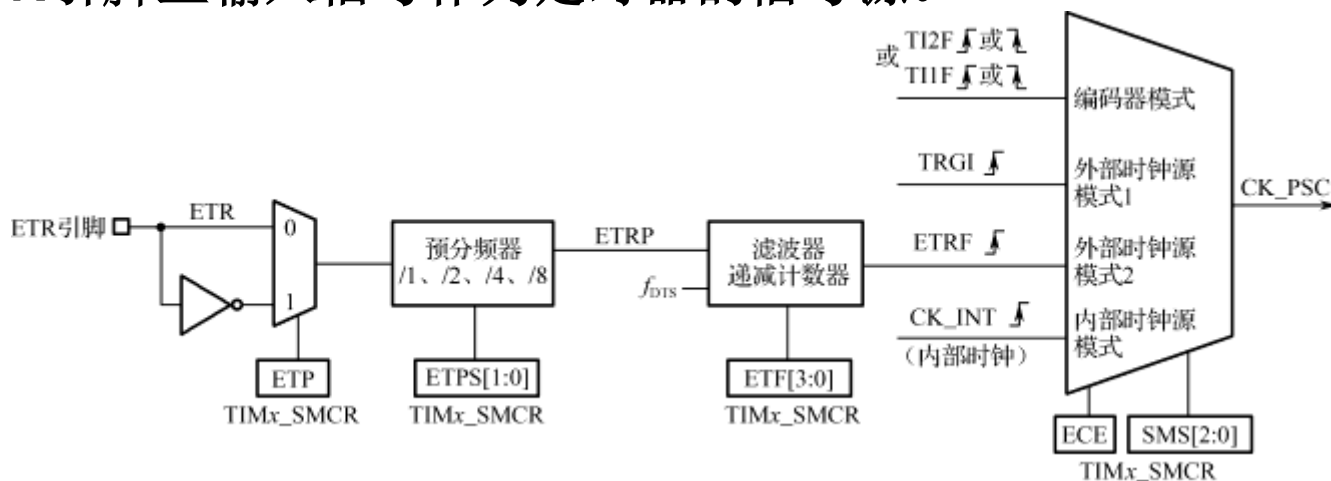 或 TI2F 或
TI1F 或
编码器模式
TRGI
外部时钟源
模式1
CK_PSC
ETR引脚
ETR
0
1
预分频器
/1、/2、/4、/8
ETRP
滤波器
递减计数器
f_DTS
ETRF
外部时钟源
模式2
CK_INT
(内部时钟)
内部时钟源
模式
ETP
TIMx_SMCR
ETPS[1:0]
TIMx_SMCR
ETF[3:0]
TIMx_SMCR
ECE
SMS[2:0]
TIMx_SMCR